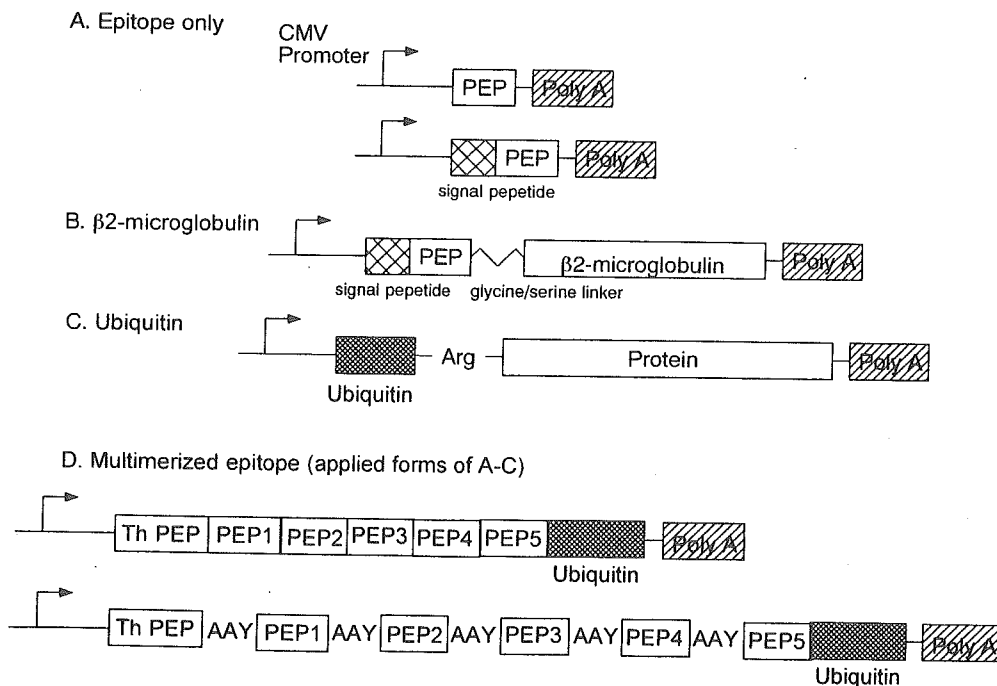 A. Epitope only
CMV
Promoter
PEP
Poly A
PEP
Poly A
signal pepetide
B. β2-microglobulin
PEP
β2-microglobulin
Poly A
signal pepetide
glycine/serine linker
C. Ubiquitin
Arg
Protein
Poly A
Ubiquitin
D. Multimerized epitope (applied forms of A-C)
Th PEP PEP1 PEP2 PEP3 PEP4 PEP5
Poly A
Ubiquitin
Th PEP AAY PEP1 AAY PEP2 AAY PEP3 AAY PEP4 AAY PEP5
Poly A
Ubiquitin